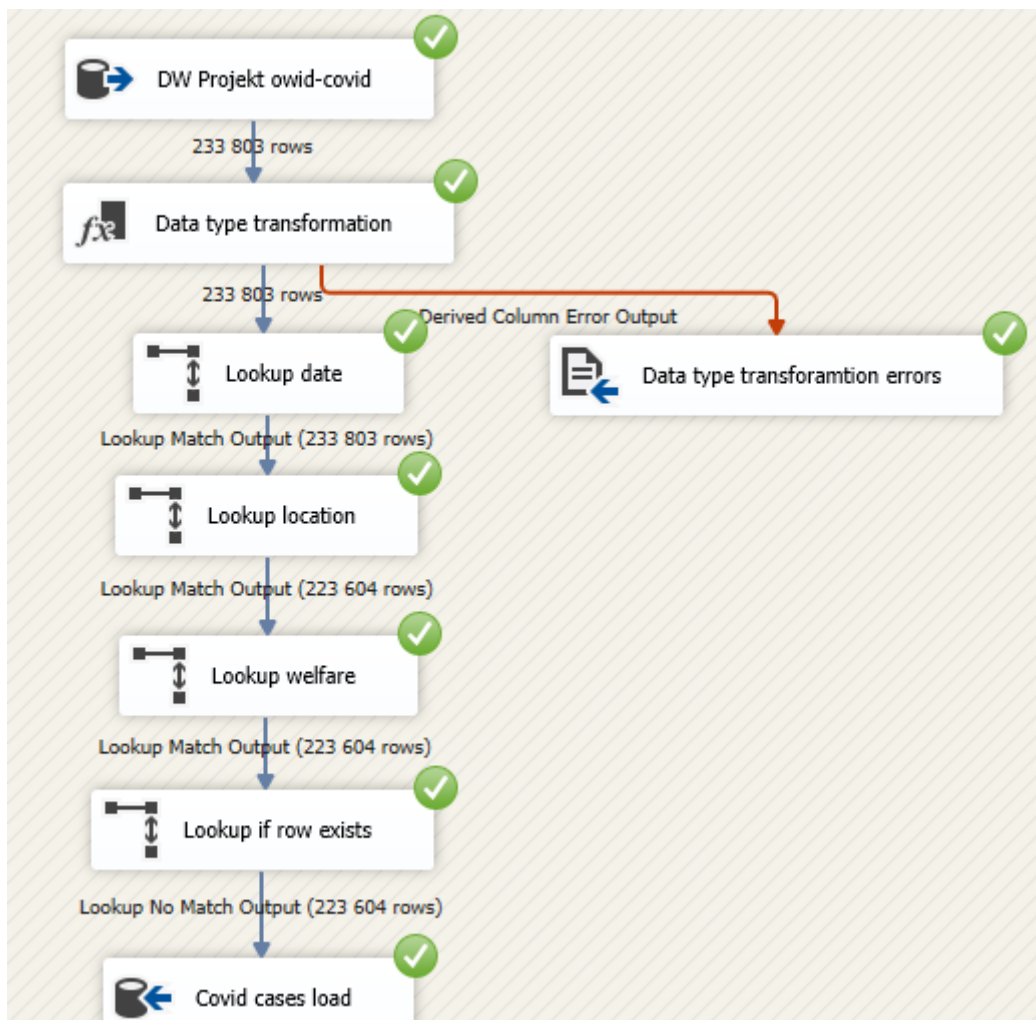 DW Projekt owid-covid
233 803 rows
fx
Data type transformation
233 803 rows
Derived Column Error Output
Lookup date
Data type transforamtion errors
Lookup Match Output (233 803 rows)
Lookup location
Lookup Match Output (223 604 rows)
Lookup welfare
Lookup Match Output (223 604 rows)
Lookup if row exists
Lookup No Match Output (223 604 rows)
Covid cases load